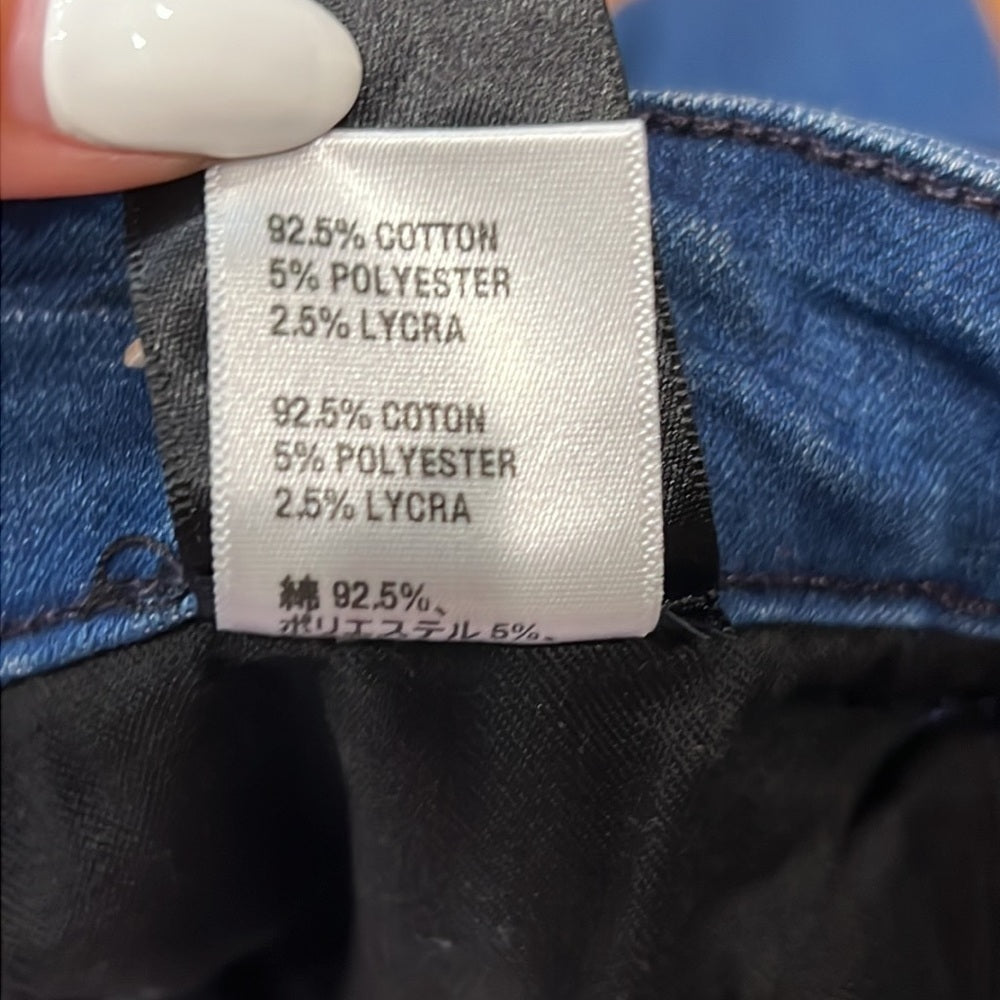 92.5% COTTON
5% POLYESTER
2.5% LYCRA
92.5% COTON
5% POLYESTER
2.5% LYCRA
綿 92.5%、
ポリエステル 5%、